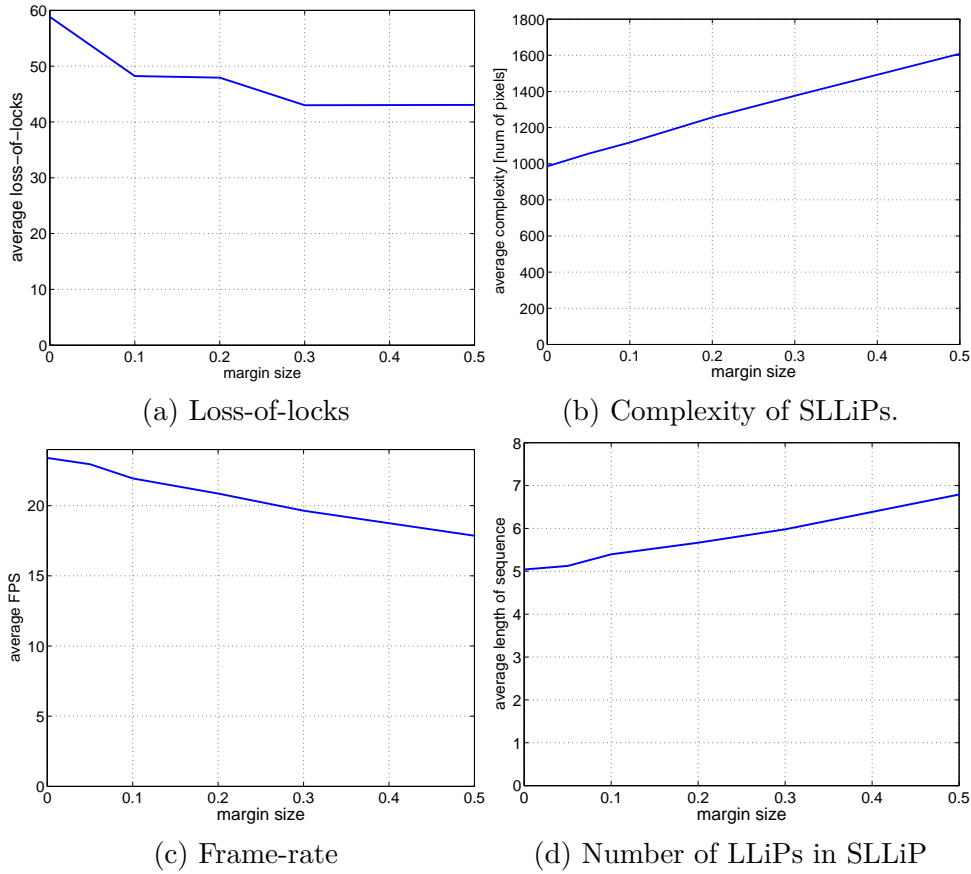 60
50
40
30
20
10
0
average loss-of-locks
0 0.1 0.2 0.3 0.4 0.5
margin size
(a) Loss-of-locks
1800
1600
1400
1200
1000
800
600
400
200
0
average complexity [num of pixels]
0 0.1 0.2 0.3 0.4 0.5
margin size
(b) Complexity of SLLiPs.
20
15
10
5
0
average FPS
0 0.1 0.2 0.3 0.4 0.5
margin size
(c) Frame-rate
8
7
6
5
4
3
2
1
0
average length of sequence
0 0.1 0.2 0.3 0.4 0.5
margin size
(d) Number of LLiPs in SLLiP